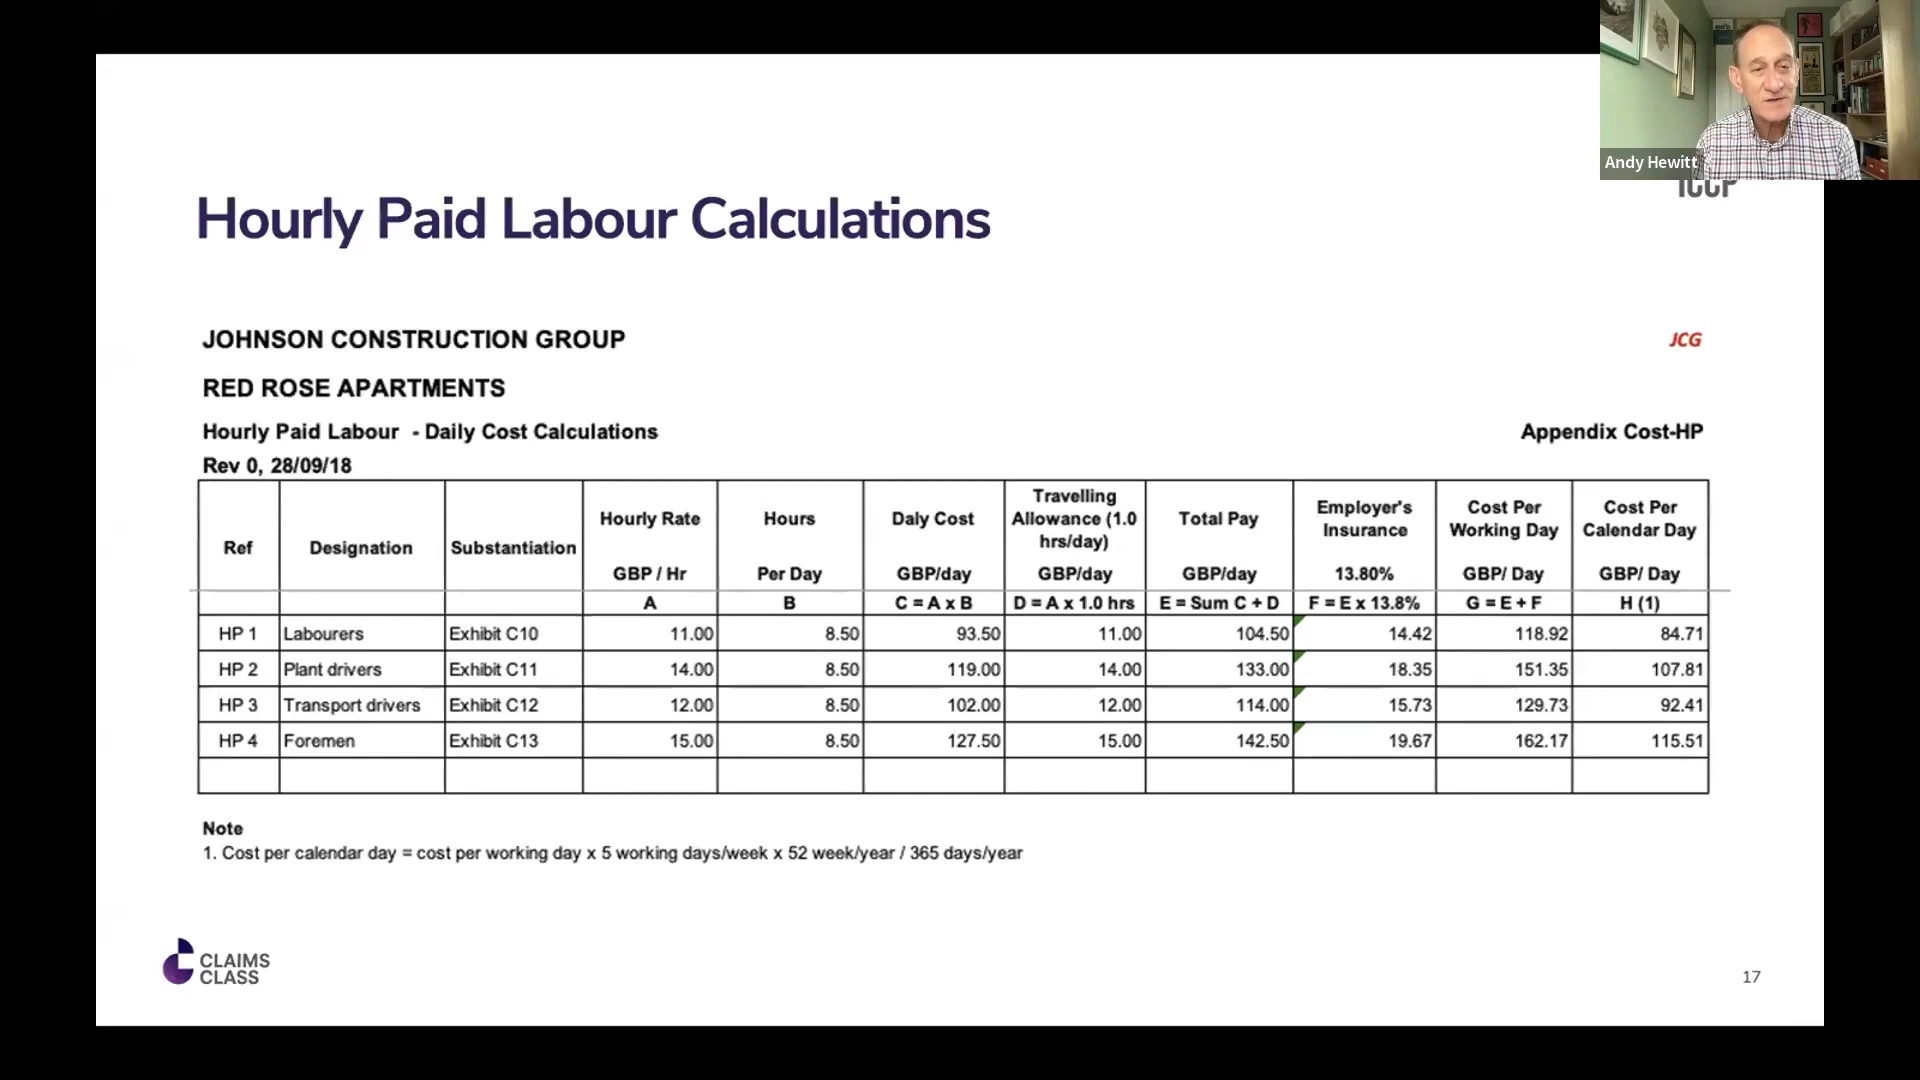 Andy Hewitt
Hourly Paid Labour Calculations
JOHNSON CONSTRUCTION GROUP
JCG
RED ROSE APARTMENTS
Hourly Paid Labour - Daily Cost Calculations
Appendix Cost-HP
Rev 0, 28/09/18
Ref Designation Substantiation Hourly Rate Hours Daly Cost Travelling Allowance (1.0 hrs/day) Total Pay Employer's Insurance Cost Per Working Day Cost Per Calendar Day
GBP / Hr Per Day GBP/day GBP/day GBP/day 13.80% GBP/ Day GBP/ Day
A B C = A x B D = A x 1.0 hrs E = Sum C + D F = E x 13.8% G = E + F H (1)
HP 1 Labourers Exhibit C10 11.00 8.50 93.50 11.00 104.50 14.42 118.92 84.71
HP 2 Plant drivers Exhibit C11 14.00 8.50 119.00 14.00 133.00 18.35 151.35 107.81
HP 3 Transport drivers Exhibit C12 12.00 8.50 102.00 12.00 114.00 15.73 129.73 92.41
HP 4 Foremen Exhibit C13 15.00 8.50 127.50 15.00 142.50 19.67 162.17 115.51
Note
1. Cost per calendar day = cost per working day x 5 working days/week x 52 week/year / 365 days/year
CLAIMS
CLASS
17